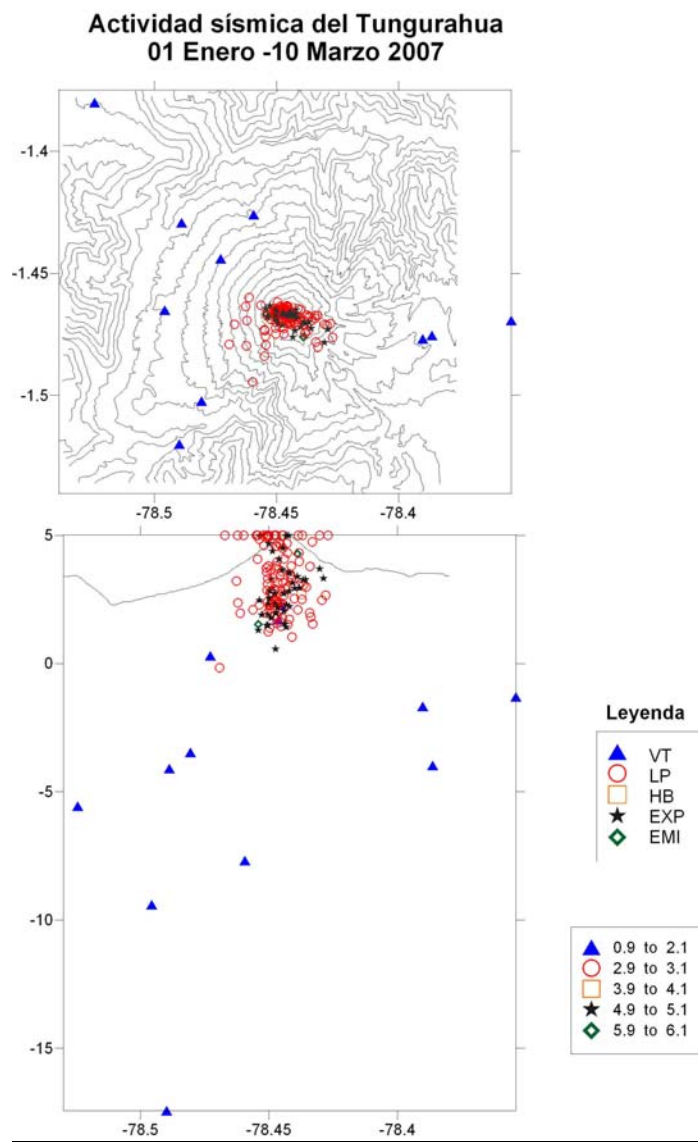 Actividad sísmica del Tungurahua
01 Enero -10 Marzo 2007
-1.4
-1.45
-1.5
-78.5 -78.45 -78.4
5
0
-5
-10
-15
-78.5 -78.45 -78.4
Leyenda
VT
LP
HB
EXP
EMI
0.9 to 2.1
2.9 to 3.1
3.9 to 4.1
4.9 to 5.1
5.9 to 6.1